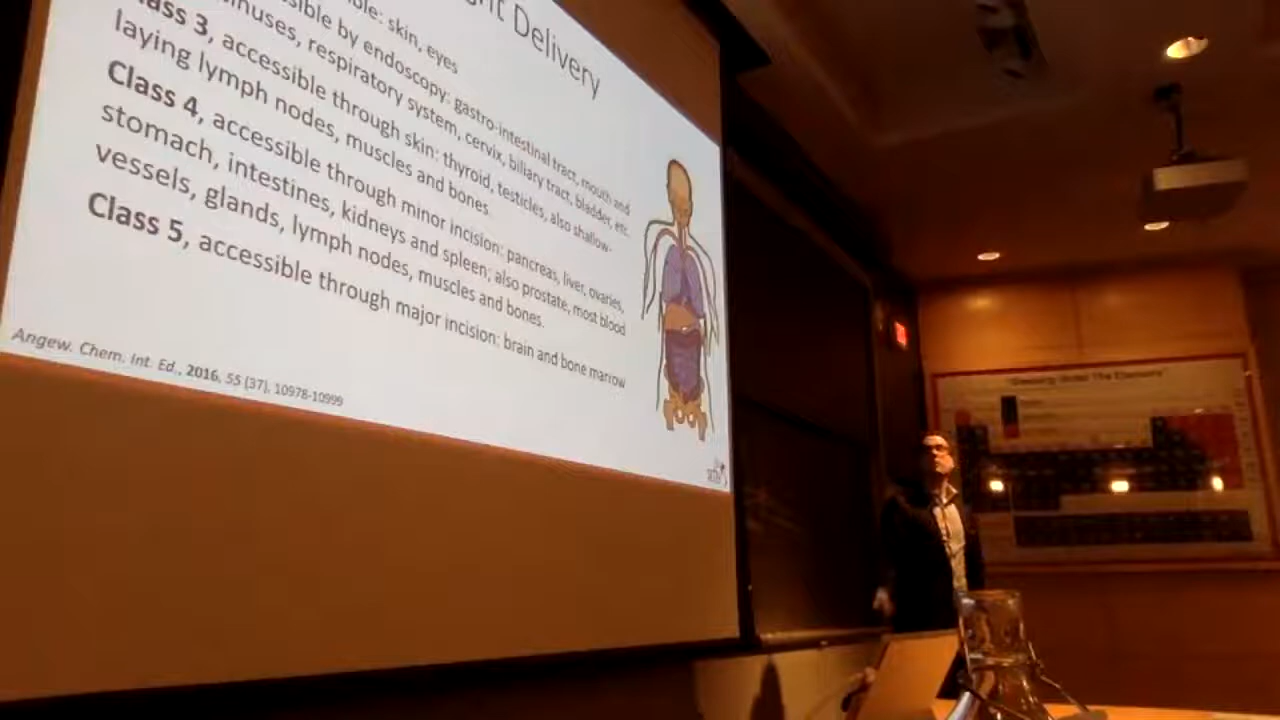 ht Delivery
ble: skin, eyes
sible by endoscopy: gastro-intestinal tract, mouth and
inuses, respiratory system, cervix, biliary tract, bladder, etc.
lass 3, accessible through skin: thyroid, testicles, also shallow-
laying lymph nodes, muscles and bones.
Class 4, accessible through minor incision: pancreas, liver, ovaries,
stomach, intestines, kidneys and spleen; also prostate, most blood
vessels, glands, lymph nodes, muscles and bones.
Class 5, accessible through major incision: brain and bone marrow
Angew. Chem. Int. Ed., 2016, 55 (37), 10978-10999